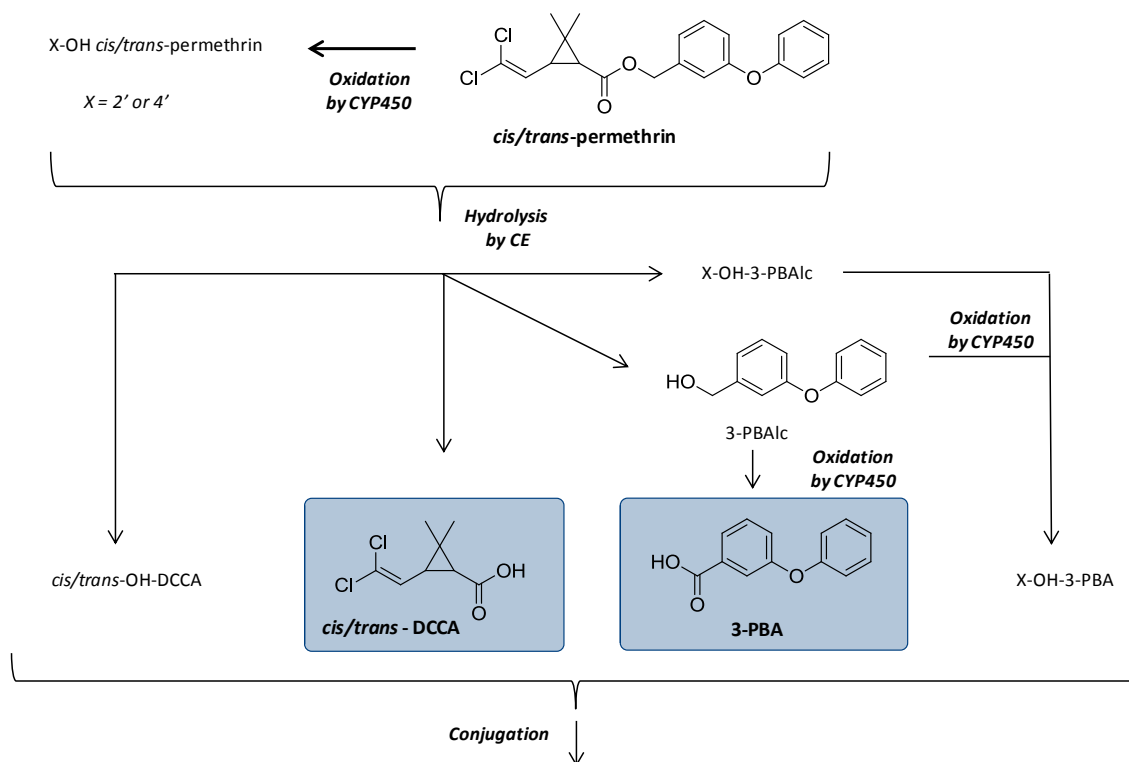 X-OH cis/trans-permethrin
X = 2’ or 4’
Oxidation
by CYP450
Cl
Cl
O
O
O
cis/trans-permethrin
Hydrolysis
by CE
X-OH-3-PBAlc
Oxidation
by CYP450
HO
O
3-PBAlc
Oxidation
by CYP450
Cl
Cl
OH
O
cis/trans - DCCA
HO
O
O
3-PBA
cis/trans-OH-DCCA
X-OH-3-PBA
Conjugation